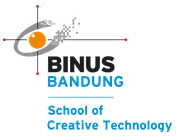 BINUS
BANDUNG
School of
Creative Technology